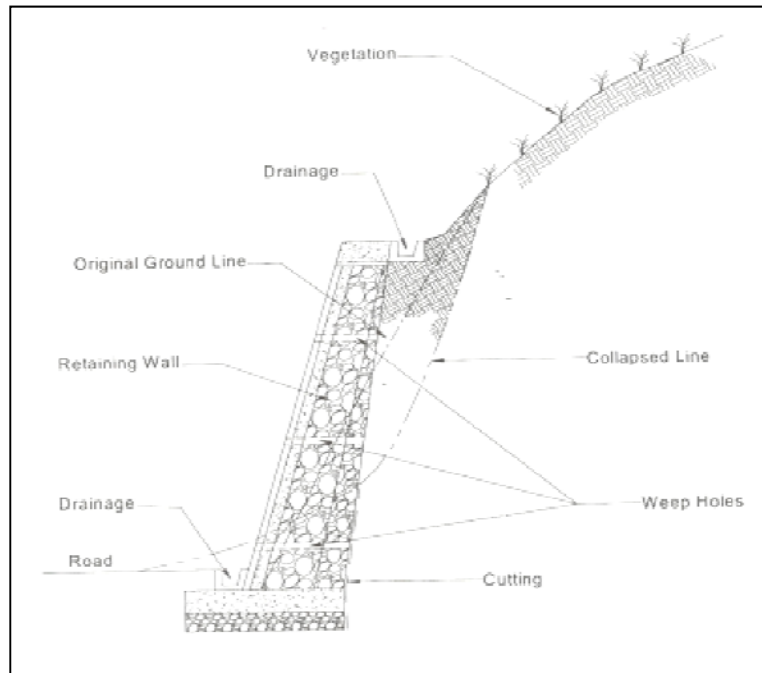 Vegetation
Drainage
Original Ground Line
Retaining Wall
Collapsed Line
Drainage
Weep Holes
Road
Cutting